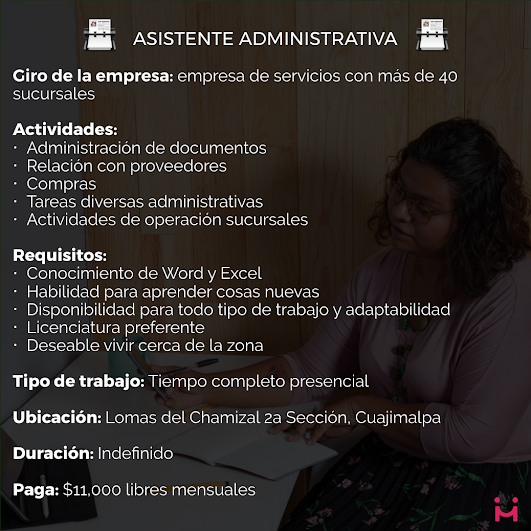 ASISTENTE ADMINISTRATIVA
Giro de la empresa: empresa de servicios con más de 40
sucursales
Actividades:
· Administración de documentos
· Relación con proveedores
· Compras
· Tareas diversas administrativas
· Actividades de operación sucursales
Requisitos:
· Conocimiento de Word y Excel
· Habilidad para aprender cosas nuevas
· Disponibilidad para todo tipo de trabajo y adaptabilidad
· Licenciatura preferente
· Deseable vivir cerca de la zona
Tipo de trabajo: Tiempo completo presencial
Ubicación: Lomas del Chamizal 2a Sección, Cuajimalpa
Duración: Indefinido
Paga: $11,000 libres mensuales